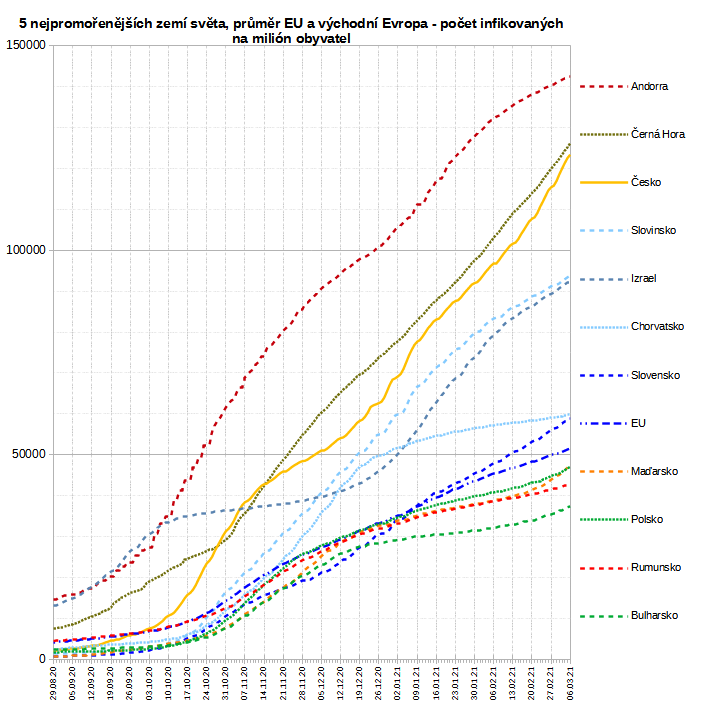 5 nejpromořenějších zemí světa, průměr EU a východní Evropa - počet infikovaných
na milión obyvatel
150000
100000
50000
0
Andorra
Černá Hora
Česko
Slovinsko
Izrael
Chorvatsko
Slovensko
EU
Maďarsko
Polsko
Rumunsko
Bulharsko
29.08.20
05.09.20
12.09.20
19.09.20
26.09.20
03.10.20
10.10.20
17.10.20
24.10.20
31.10.20
07.11.20
14.11.20
21.11.20
28.11.20
05.12.20
12.12.20
19.12.20
26.12.20
02.01.21
09.01.21
16.01.21
23.01.21
30.01.21
06.02.21
13.02.21
20.02.21
27.02.21
06.03.21